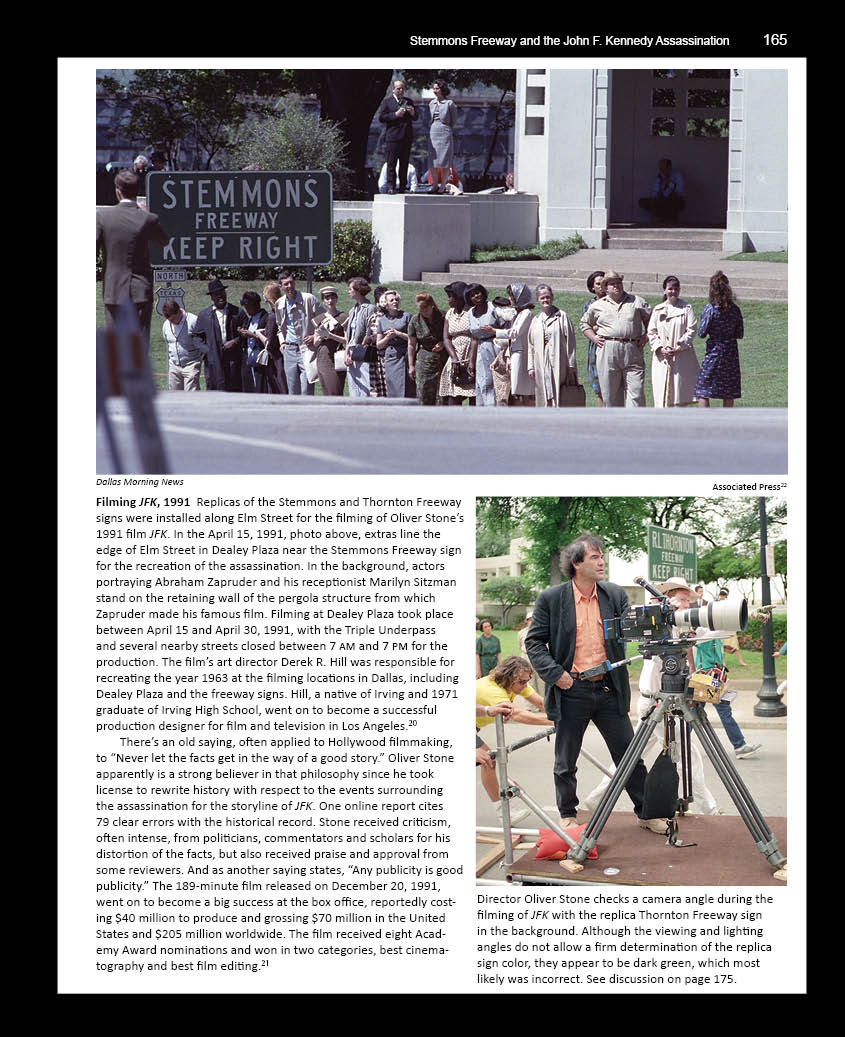 Stemmons Freeway and the John F. Kennedy Assassination 165
STEMMONS
FREEWAY
KEEP RIGHT
NORTH
TEXAS
Dallas Morning News
Associated Press22
Filming JFK, 1991 Replicas of the Stemmons and Thornton Freeway
signs were installed along Elm Street for the filming of Oliver Stone’s
1991 film JFK. In the April 15, 1991, photo above, extras line the
edge of Elm Street in Dealey Plaza near the Stemmons Freeway sign
for the recreation of the assassination. In the background, actors
portraying Abraham Zapruder and his receptionist Marilyn Sitzman
stand on the retaining wall of the pergola structure from which
Zapruder made his famous film. Filming at Dealey Plaza took place
between April 15 and April 30, 1991, with the Triple Underpass
and several nearby streets closed between 7 AM and 7 PM for the
production. The film’s art director Derek R. Hill was responsible for
recreating the year 1963 at the filming locations in Dallas, including
Dealey Plaza and the freeway signs. Hill, a native of Irving and 1971
graduate of Irving High School, went on to become a successful
production designer for film and television in Los Angeles.20
There’s an old saying, often applied to Hollywood filmmaking,
to “Never let the facts get in the way of a good story.” Oliver Stone
apparently is a strong believer in that philosophy since he took
license to rewrite history with respect to the events surrounding
the assassination for the storyline of JFK. One online report cites
79 clear errors with the historical record. Stone received criticism,
often intense, from politicians, commentators and scholars for his
distortion of the facts, but also received praise and approval from
some reviewers. And as another saying states, “Any publicity is good
publicity.” The 189-minute film released on December 20, 1991,
went on to become a big success at the box office, reportedly cost-
ing $40 million to produce and grossing $70 million in the United
States and $205 million worldwide. The film received eight Acad-
emy Award nominations and won in two categories, best cinema-
tography and best film editing.21
R.L.THORNTON
FREEWAY
KEEP RIGHT
Director Oliver Stone checks a camera angle during the
filming of JFK with the replica Thornton Freeway sign
in the background. Although the viewing and lighting
angles do not allow a firm determination of the replica
sign color, they appear to be dark green, which most
likely was incorrect. See discussion on page 175.